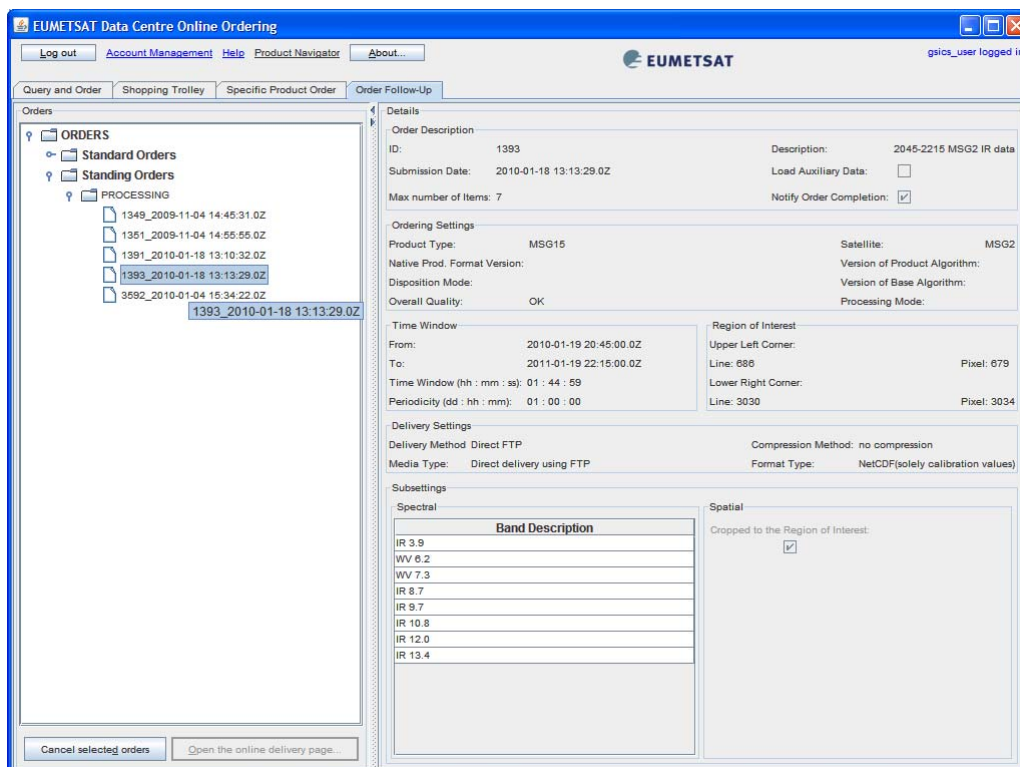 EUMETSAT Data Centre Online Ordering
Log out Account Management Help Product Navigator About...
EUMETSAT
gsics_user logged in
Query and Order Shopping Trolley Specific Product Order Order Follow-Up
Orders
ORDERS
Standard Orders
Standing Orders
PROCESSING
1349_2009-11-04 14:45:31.0Z
1351_2009-11-04 14:55:55.0Z
1391_2010-01-18 13:10:32.0Z
1393_2010-01-18 13:13:29.0Z
3592_2010-01-04 15:34:22.0Z
1393_2010-01-18 13:13:29.0Z
Cancel selected orders Open the online delivery page...
Details
Order Description
ID: 1393 Description: 2045-2215 MSG2 IR data
Submission Date: 2010-01-18 13:13:29.0Z Load Auxiliary Data:
Max number of Items: 7 Notify Order Completion:
Ordering Settings
Product Type: MSG15 Satellite: MSG2
Native Prod. Format Version: Version of Product Algorithm:
Disposition Mode: Version of Base Algorithm:
Overall Quality: OK Processing Mode:
Time Window
From: 2010-01-19 20:45:00.0Z
To: 2011-01-19 22:15:00.0Z
Time Window (hh : mm : ss): 01 : 44 : 59
Periodicity (dd : hh : mm): 01 : 00 : 00
Region of Interest
Upper Left Corner:
Line: 686 Pixel: 679
Lower Right Corner:
Line: 3030 Pixel: 3034
Delivery Settings
Delivery Method Direct FTP Compression Method: no compression
Media Type: Direct delivery using FTP Format Type: NetCDF(solely calibration values)
Subsettings
Spectral
Band Description
IR 3.9
WV 6.2
WV 7.3
IR 8.7
IR 9.7
IR 10.8
IR 12.0
IR 13.4
Spatial
Cropped to the Region of Interest: